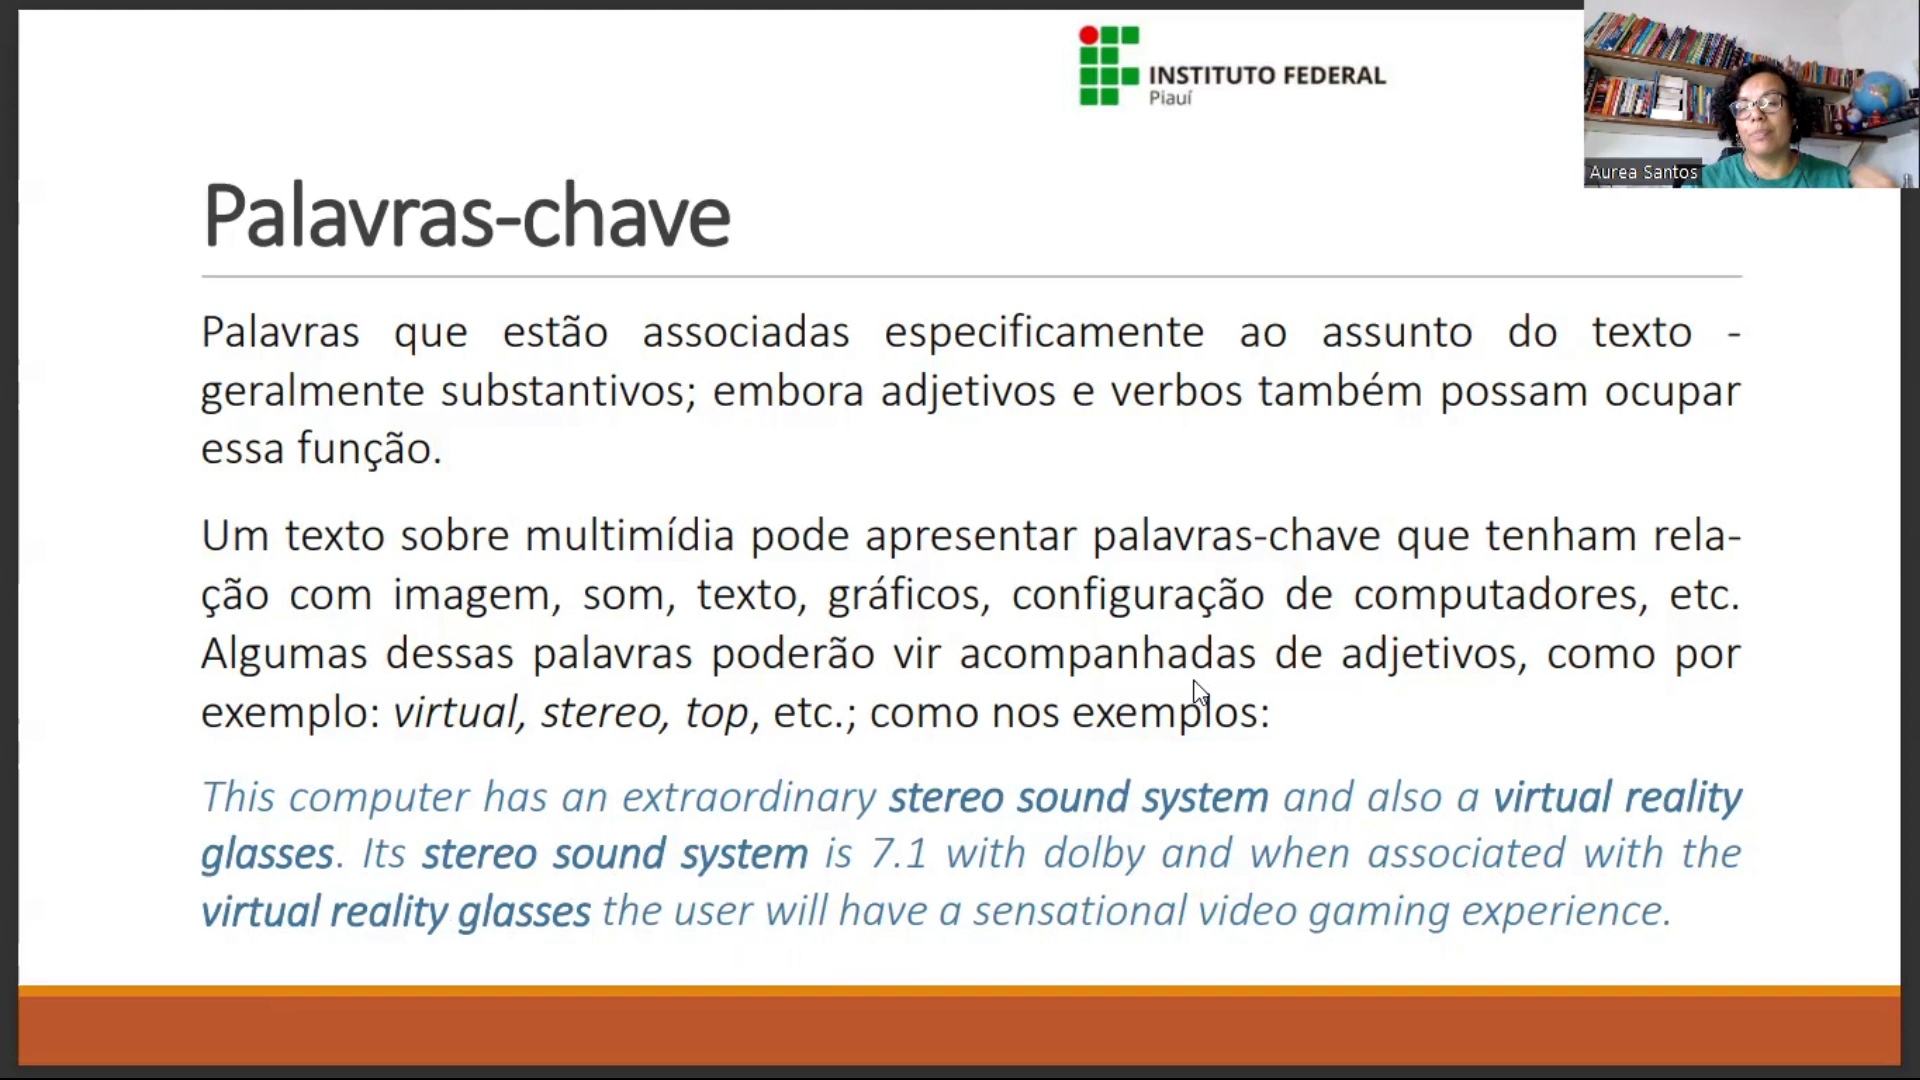 INSTITUTO FEDERAL
Piauí
Aurea Santos
Palavras-chave
Palavras que estão associadas especificamente ao assunto do texto -
geralmente substantivos; embora adjetivos e verbos também possam ocupar
essa função.
Um texto sobre multimídia pode apresentar palavras-chave que tenham rela-
ção com imagem, som, texto, gráficos, configuração de computadores, etc.
Algumas dessas palavras poderão vir acompanhadas de adjetivos, como por
exemplo: virtual, stereo, top, etc.; como nos exemplos:
This computer has an extraordinary stereo sound system and also a virtual reality
glasses. Its stereo sound system is 7.1 with dolby and when associated with the
virtual reality glasses the user will have a sensational video gaming experience.